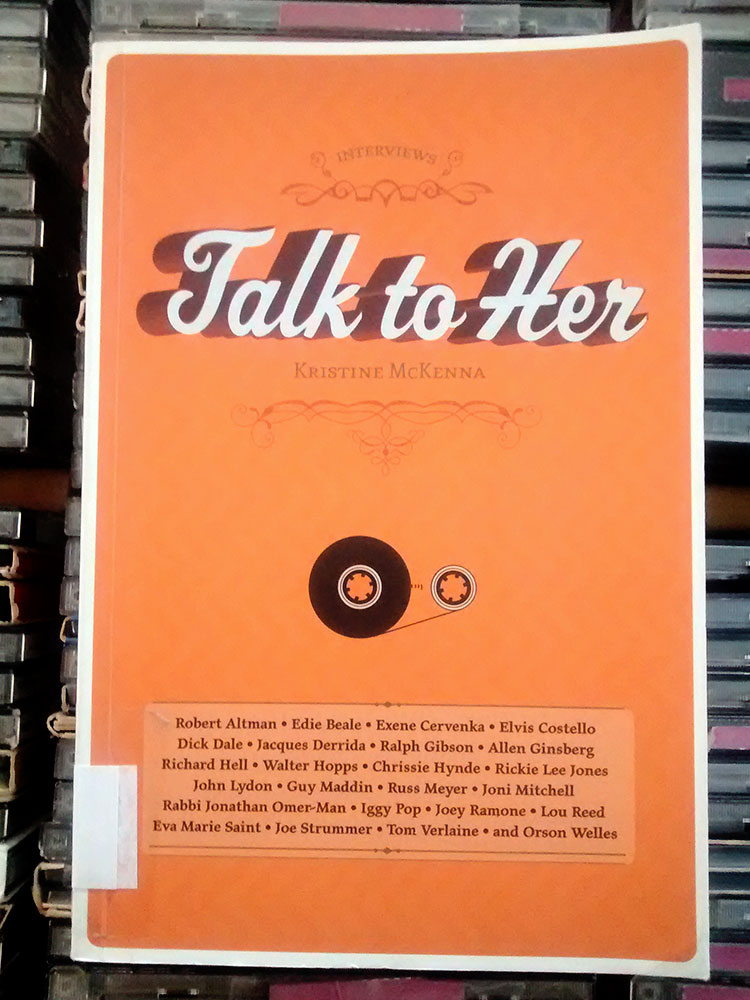 INTERVIEWS
Talk to Her
KRISTINE MCKENNA
Robert Altman • Edie Beale • Exene Cervenka • Elvis Costello
Dick Dale • Jacques Derrida • Ralph Gibson • Allen Ginsberg
Richard Hell • Walter Hopps • Chrissie Hynde • Rickie Lee Jones
John Lydon • Guy Maddin • Russ Meyer • Joni Mitchell
Rabbi Jonathan Omer-Man • Iggy Pop • Joey Ramone • Lou Reed
Eva Marie Saint • Joe Strummer • Tom Verlaine • and Orson Welles